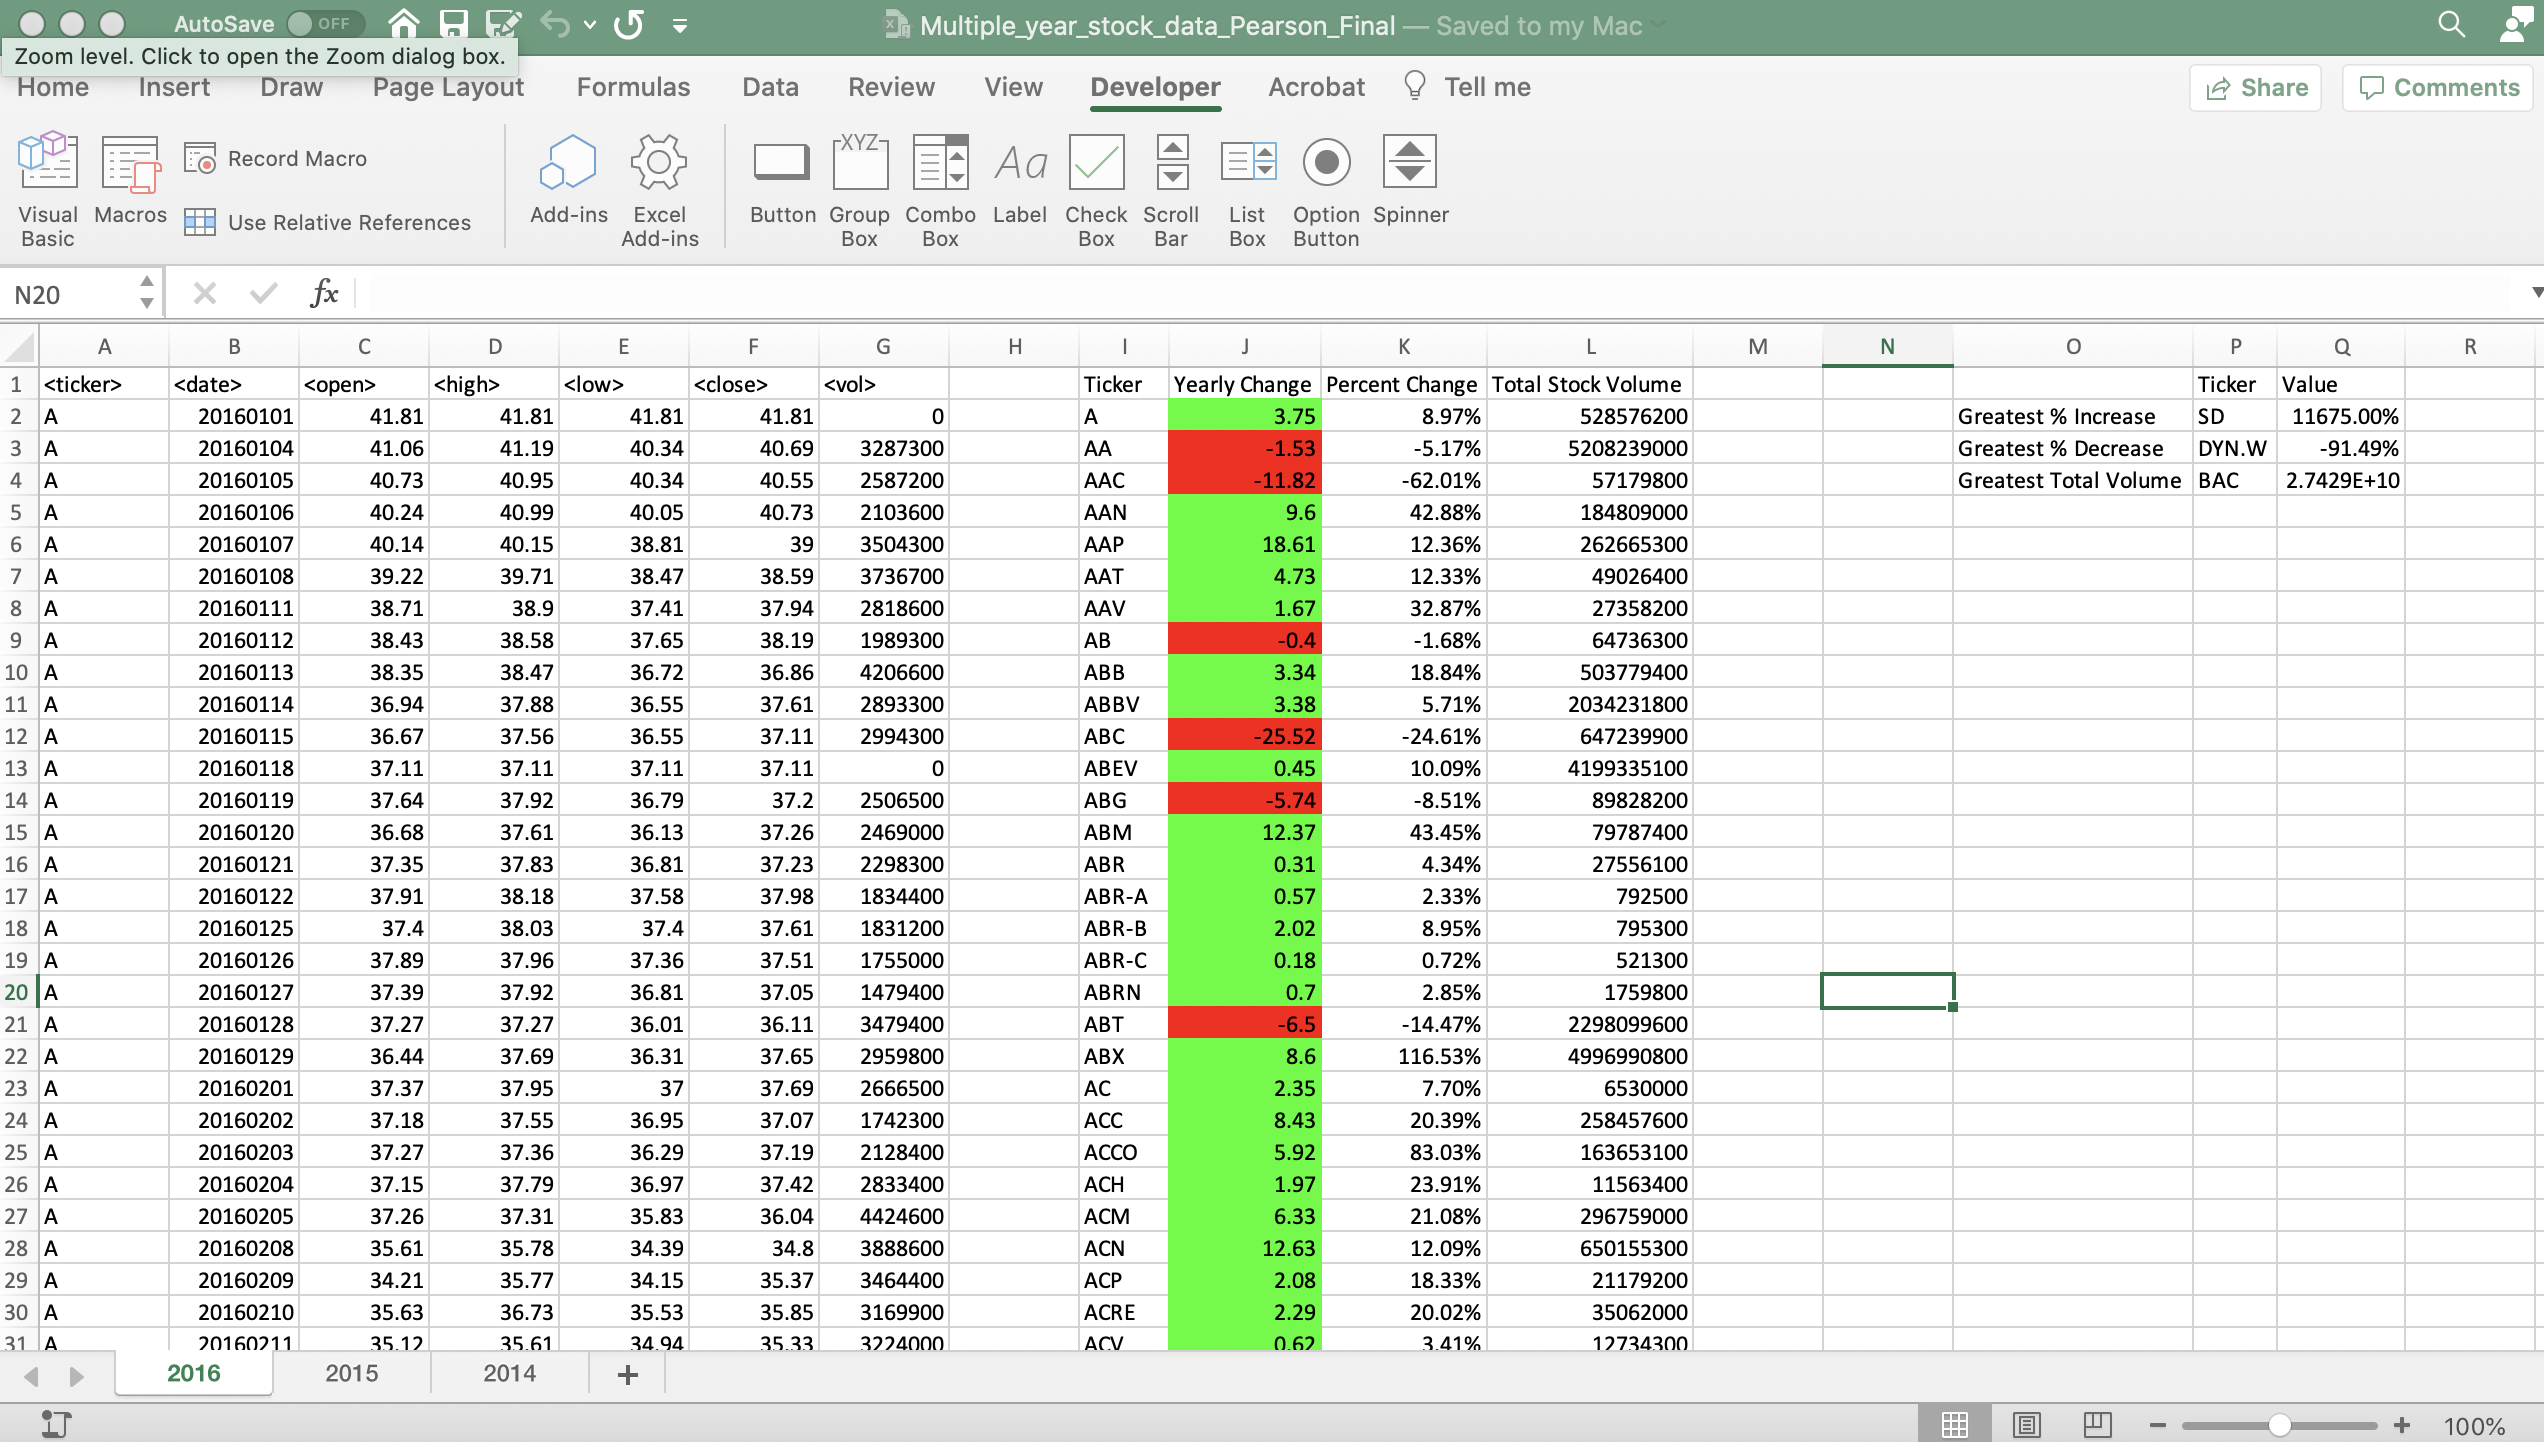 AutoSave OFF Multiple_year_stock_data_Pearson_Final — Saved to my Mac
Zoom level. Click to open the Zoom dialog box.
Home Insert Draw Page Layout Formulas Data Review View Developer Acrobat Tell me Share Comments
Visual Basic Macros Record Macro Use Relative References Add-ins Excel Add-ins Button XYZ Group Box Combo Box Aa Label Check Box Scroll Bar List Box Option Button Spinner
N20 fx
A B C D E F G H I J K L M N O P Q R
1 <ticker> <date> <open> <high> <low> <close> <vol> Ticker Yearly Change Percent Change Total Stock Volume Ticker Value
2 A 20160101 41.81 41.81 41.81 41.81 0 A 3.75 8.97% 528576200 Greatest % Increase SD 11675.00%
3 A 20160104 41.06 41.19 40.34 40.69 3287300 AA -1.53 -5.17% 5208239000 Greatest % Decrease DYN.W -91.49%
4 A 20160105 40.73 40.95 40.34 40.55 2587200 AAC -11.82 -62.01% 57179800 Greatest Total Volume BAC 2.7429E+10
5 A 20160106 40.24 40.99 40.05 40.73 2103600 AAN 9.6 42.88% 184809000
6 A 20160107 40.14 40.15 38.81 39 3504300 AAP 18.61 12.36% 262665300
7 A 20160108 39.22 39.71 38.47 38.59 3736700 AAT 4.73 12.33% 49026400
8 A 20160111 38.71 38.9 37.41 37.94 2818600 AAV 1.67 32.87% 27358200
9 A 20160112 38.43 38.58 37.65 38.19 1989300 AB -0.4 -1.68% 64736300
10 A 20160113 38.35 38.47 36.72 36.86 4206600 ABB 3.34 18.84% 503779400
11 A 20160114 36.94 37.88 36.55 37.61 2893300 ABBV 3.38 5.71% 2034231800
12 A 20160115 36.67 37.56 36.55 37.11 2994300 ABC -25.52 -24.61% 647239900
13 A 20160118 37.11 37.11 37.11 37.11 0 ABEV 0.45 10.09% 4199335100
14 A 20160119 37.64 37.92 36.79 37.2 2506500 ABG -5.74 -8.51% 89828200
15 A 20160120 36.68 37.61 36.13 37.26 2469000 ABM 12.37 43.45% 79787400
16 A 20160121 37.35 37.83 36.81 37.23 2298300 ABR 0.31 4.34% 27556100
17 A 20160122 37.91 38.18 37.58 37.98 1834400 ABR-A 0.57 2.33% 792500
18 A 20160125 37.4 38.03 37.4 37.61 1831200 ABR-B 2.02 8.95% 795300
19 A 20160126 37.89 37.96 37.36 37.51 1755000 ABR-C 0.18 0.72% 521300
20 A 20160127 37.39 37.92 36.81 37.05 1479400 ABRN 0.7 2.85% 1759800
21 A 20160128 37.27 37.27 36.01 36.11 3479400 ABT -6.5 -14.47% 2298099600
22 A 20160129 36.44 37.69 36.31 37.65 2959800 ABX 8.6 116.53% 4996990800
23 A 20160201 37.37 37.95 37 37.69 2666500 AC 2.35 7.70% 6530000
24 A 20160202 37.18 37.55 36.95 37.07 1742300 ACC 8.43 20.39% 258457600
25 A 20160203 37.27 37.36 36.29 37.19 2128400 ACCO 5.92 83.03% 163653100
26 A 20160204 37.15 37.79 36.97 37.42 2833400 ACH 1.97 23.91% 11563400
27 A 20160205 37.26 37.31 35.83 36.04 4424600 ACM 6.33 21.08% 296759000
28 A 20160208 35.61 35.78 34.39 34.8 3888600 ACN 12.63 12.09% 650155300
29 A 20160209 34.21 35.77 34.15 35.37 3464400 ACP 2.08 18.33% 21179200
30 A 20160210 35.63 36.73 35.53 35.85 3169900 ACRE 2.29 20.02% 35062000
31 A 20160211 35.12 35.61 34.94 35.33 3224000 ACV 0.62 3.41% 12734300
2016 2015 2014 +
100%